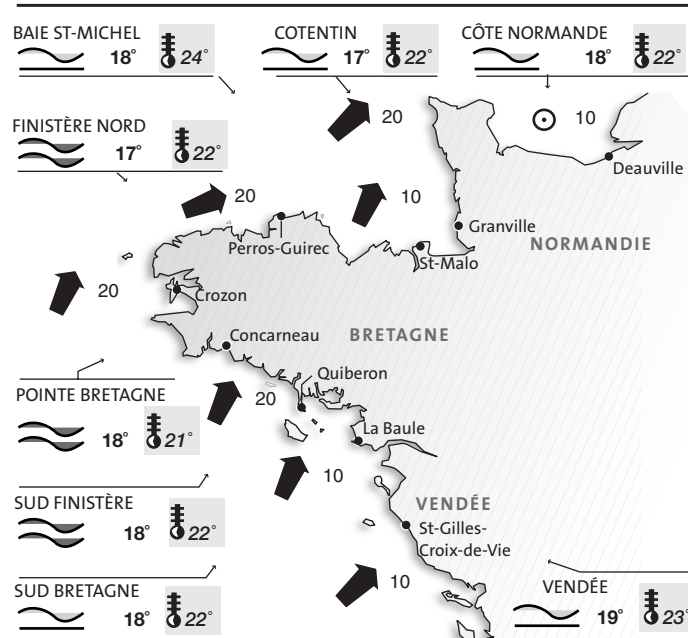 BAIE ST-MICHEL
18° 24°
COTENTIN
17° 22°
CÔTE NORMANDE
18° 22°
FINISTÈRE NORD
17° 22°
20
10
Deauville
20
10
Granville
Perros-Guirec
St-Malo
NORMANDIE
20
Crozon
Concarneau
BRETAGNE
Quiberon
20
POINTE BRETAGNE
18° 21°
La Baule
10
SUD FINISTÈRE
18° 22°
VENDÉE
St-Gilles-
Croix-de-Vie
10
SUD BRETAGNE
18° 22°
VENDÉE
19° 23°